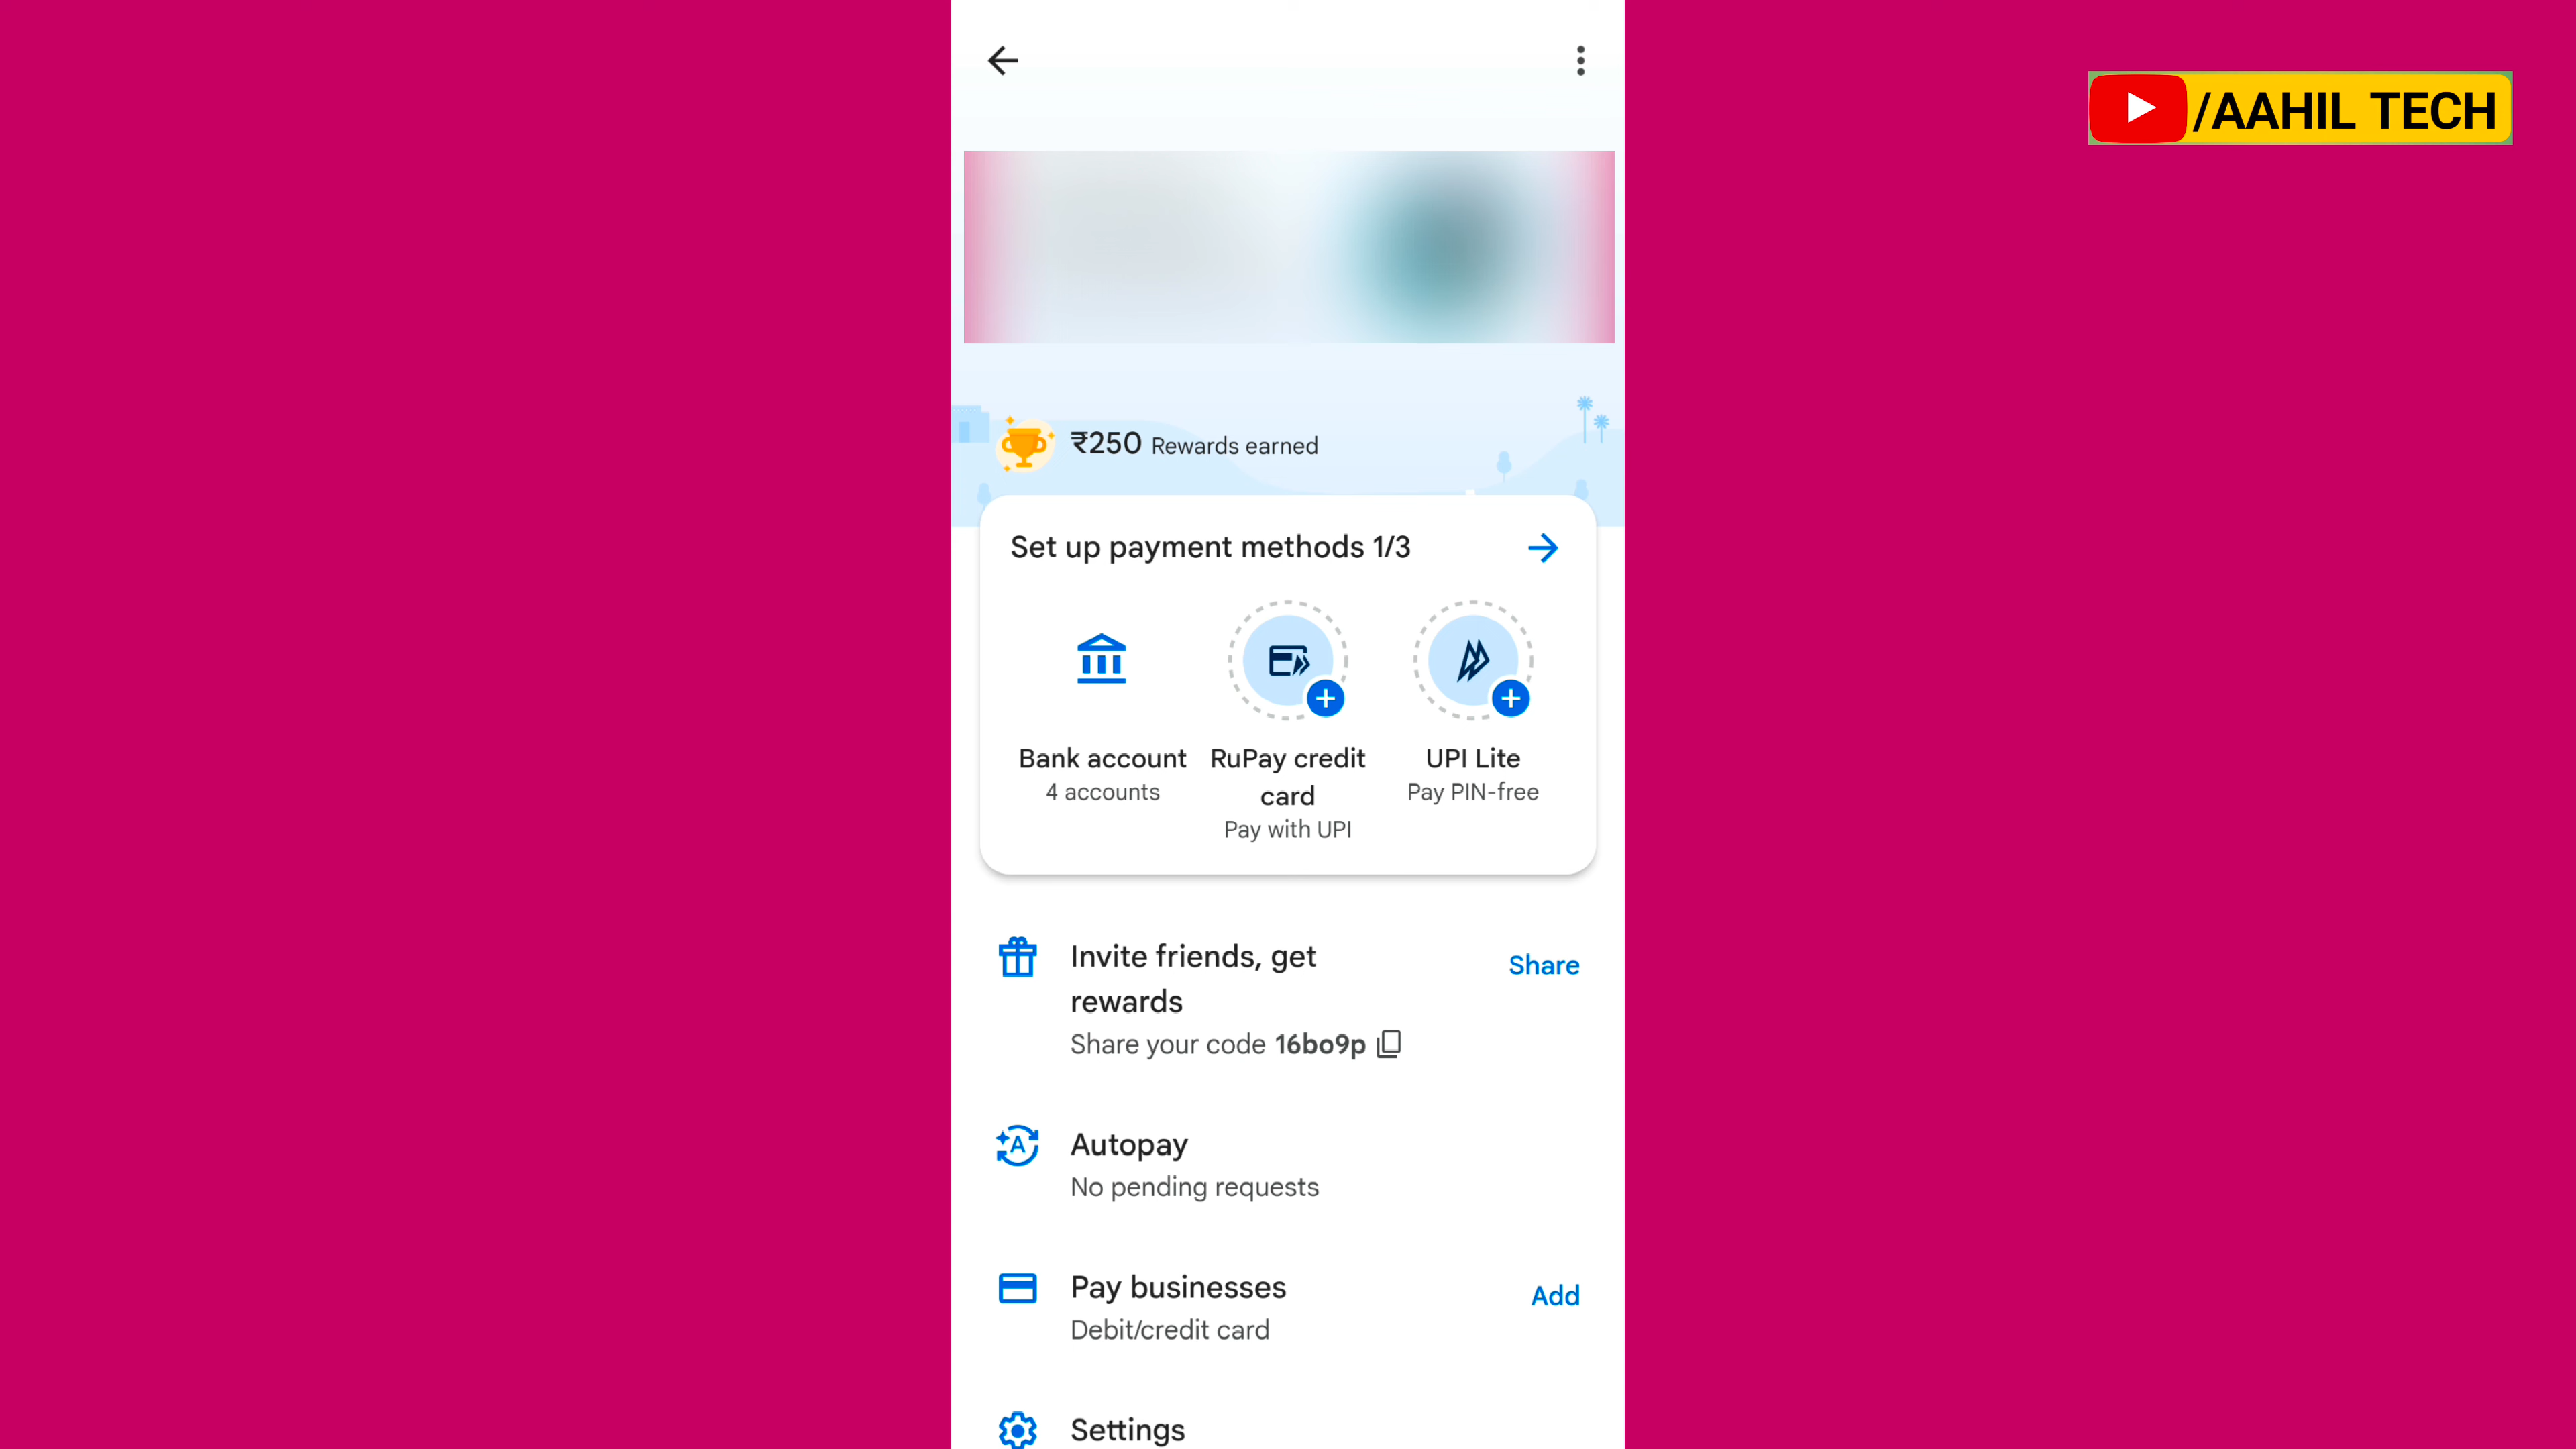 /AAHIL TECH
₹250 Rewards earned
Set up payment methods 1/3
Bank account
4 accounts
RuPay credit
card
Pay with UPI
UPI Lite
Pay PIN-free
Invite friends, get
rewards
Share
Share your code 16bo9p
Autopay
No pending requests
Pay businesses
Add
Debit/credit card
Settings